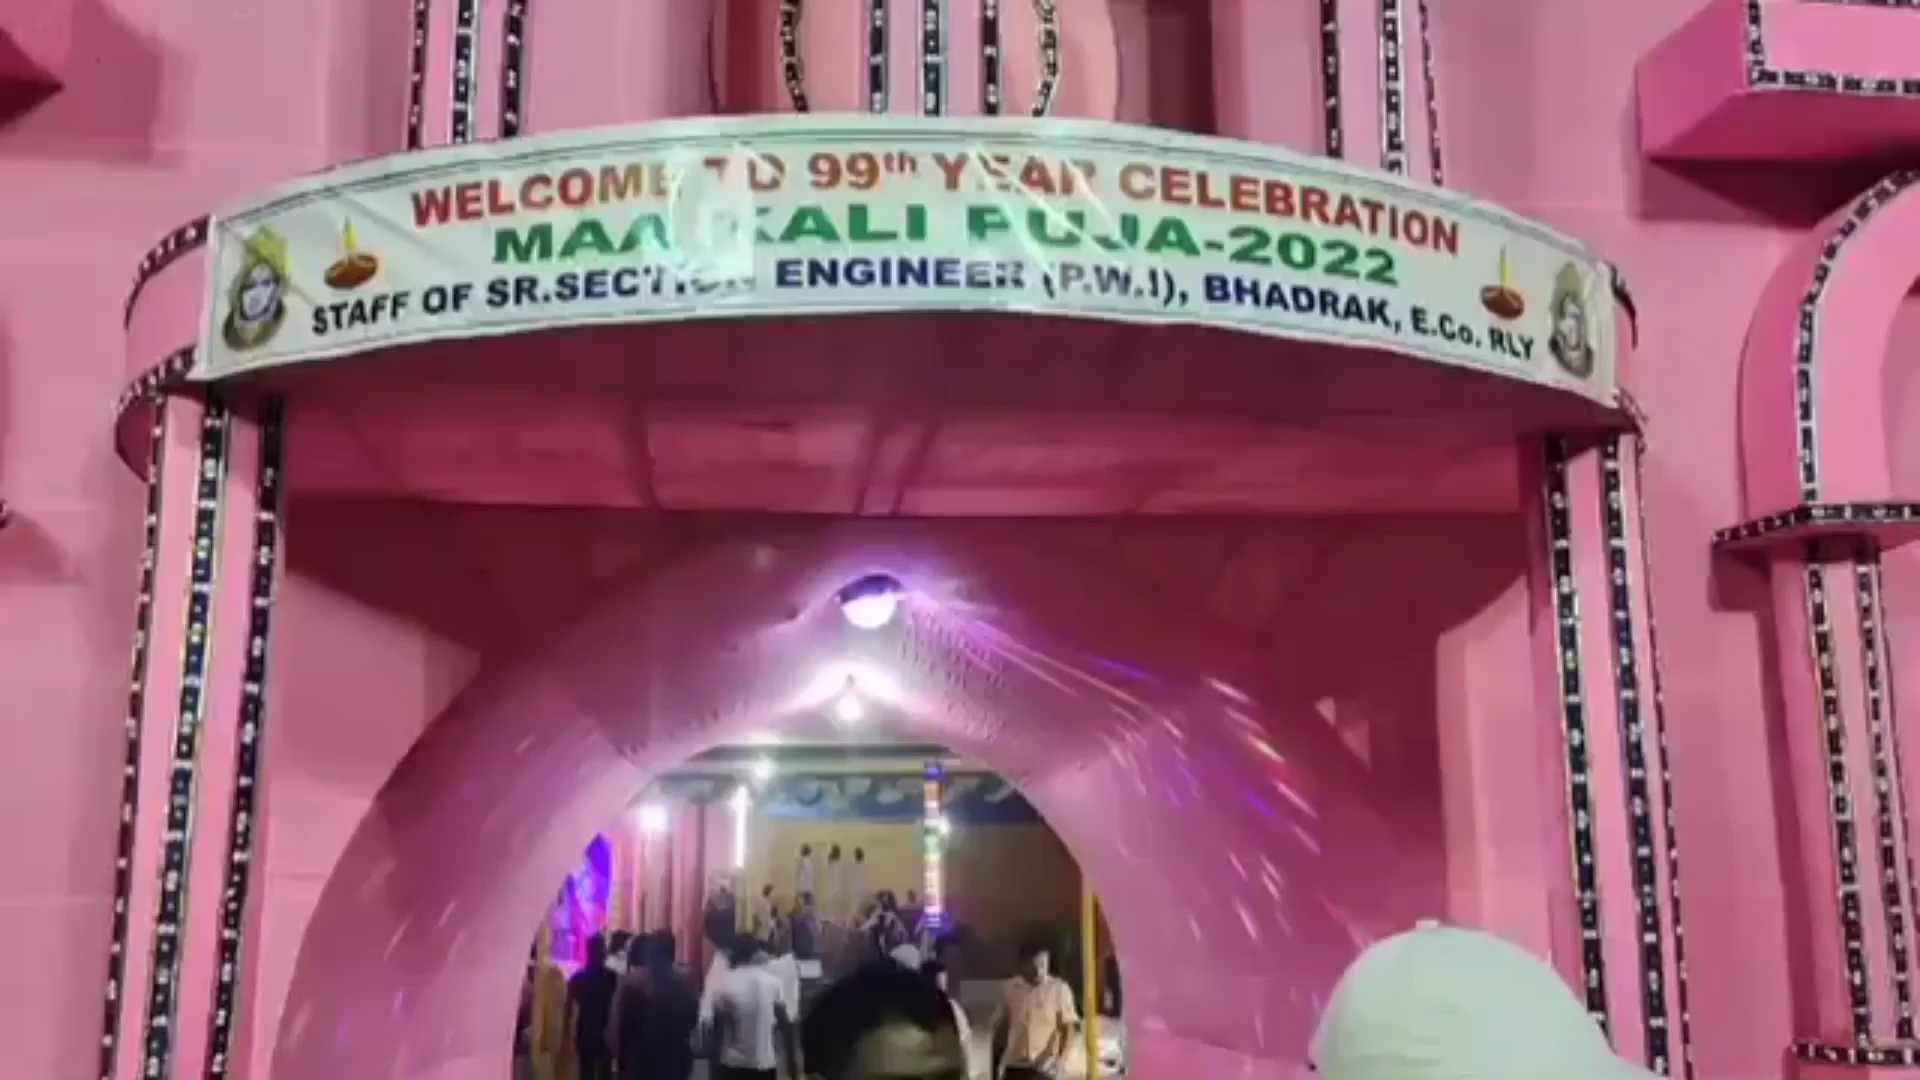 WELCOME TO 99th YEAR CELEBRATION
MAA KALI PUJA-2022
STAFF OF SR.SECTION ENGINEER (P.W.I), BHADRAK, E.Co. RLY